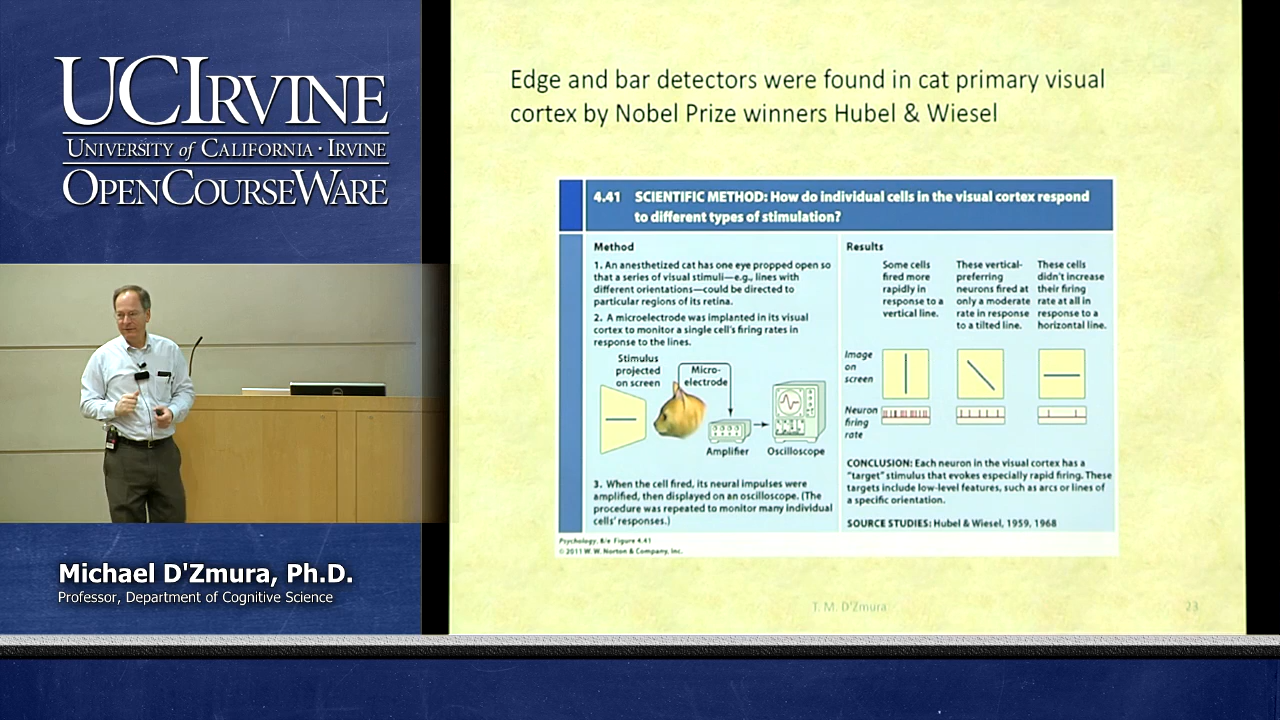 UCIRVINE
UNIVERSITY of CALIFORNIA · IRVINE
OPENCOURSEWARE
Michael D'Zmura, Ph.D.
Professor, Department of Cognitive Science
Edge and bar detectors were found in cat primary visual
cortex by Nobel Prize winners Hubel & Wiesel
4.41 SCIENTIFIC METHOD: How do individual cells in the visual cortex respond
to different types of stimulation?
Method
1. An anesthetized cat has one eye propped open so
that a series of visual stimuli—e.g., lines with
different orientations—could be directed to
particular regions of its retina.
2. A microelectrode was implanted in its visual
cortex to monitor a single cell's firing rates in
response to the lines.
Stimulus
projected
on screen
Micro-
electrode
Amplifier
Oscilloscope
3. When the cell fired, its neural impulses were
amplified, then displayed on an oscilloscope. (The
procedure was repeated to monitor many individual
cells' responses.)
Results
Some cells
fired more
rapidly in
response to a
vertical line.
These vertical-
preferring
neurons fired at
only a moderate
rate in response
to a tilted line.
These cells
didn't increase
their firing
rate at all in
response to a
horizontal line.
Image
on
screen
Neuron
firing
rate
CONCLUSION: Each neuron in the visual cortex has a
"target" stimulus that evokes especially rapid firing. These
targets include low-level features, such as arcs or lines of
a specific orientation.
SOURCE STUDIES: Hubel & Wiesel, 1959, 1968
Psychology, 8/e Figure 4.41
© 2011 W. W. Norton & Company, Inc.
T. M. D'Zmura
23